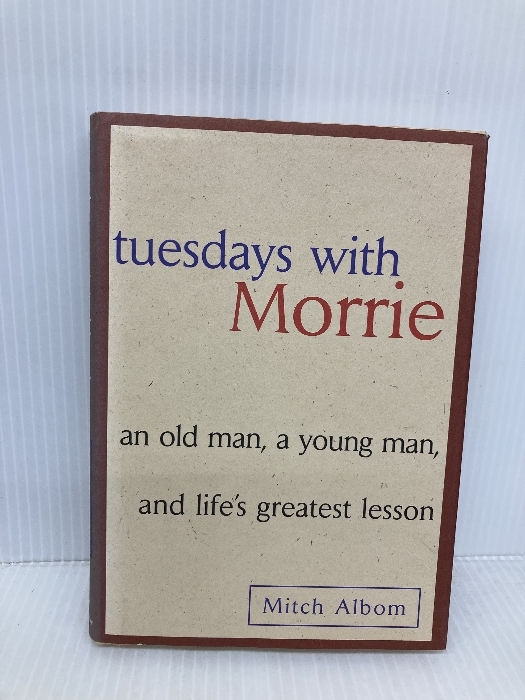 tuesdays with
Morrie
an old man, a young man,
and life's greatest lesson
Mitch Albom